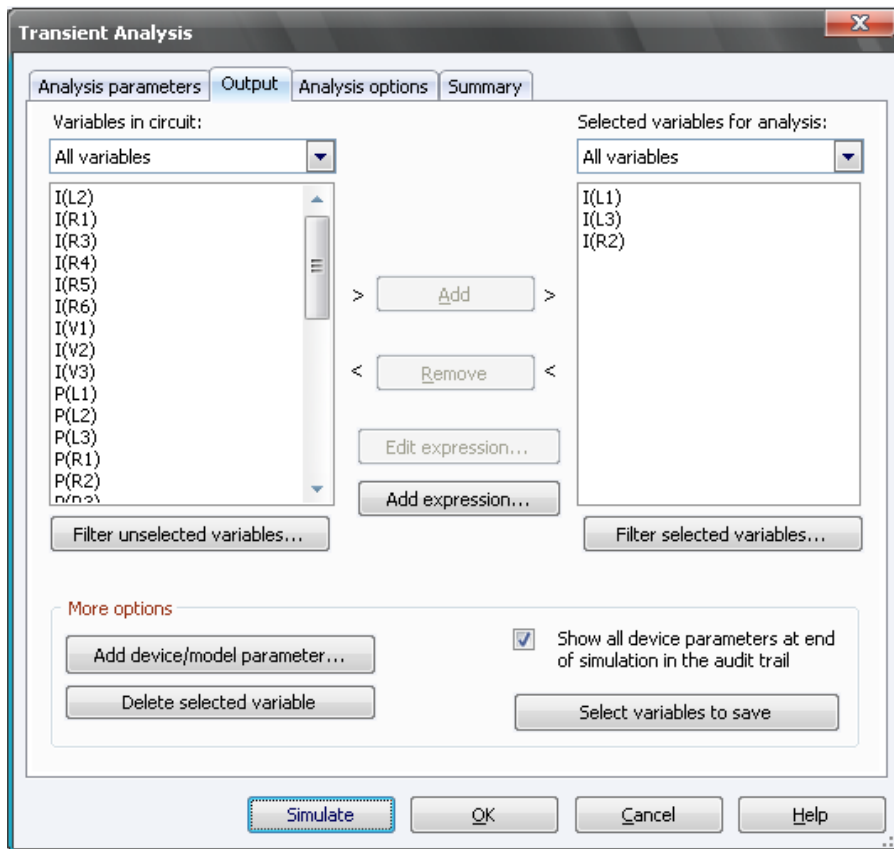 Transient Analysis
X
Analysis parameters Output Analysis options Summary
Variables in circuit:
Selected variables for analysis:
All variables
All variables
I(L2)
I(R1)
I(R3)
I(R4)
I(R5)
I(R6)
I(V1)
I(V2)
I(V3)
P(L1)
P(L2)
P(L3)
P(R1)
P(R2)
P(R3)
I(L1)
I(L3)
I(R2)
> Add >
< Remove <
Edit expression...
Add expression...
Filter unselected variables...
Filter selected variables...
More options
Add device/model parameter...
Delete selected variable
Show all device parameters at end
of simulation in the audit trail
Select variables to save
Simulate OK Cancel Help